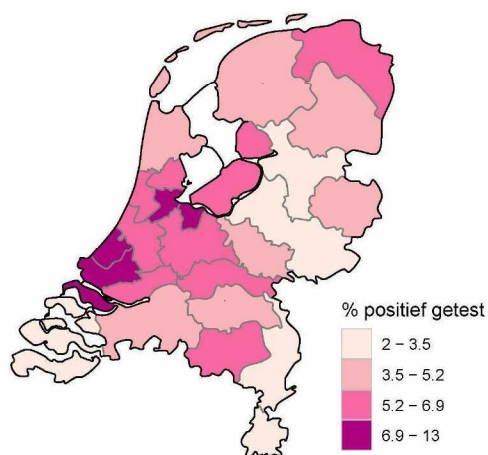 % positief getest
2 – 3.5
3.5 – 5.2
5.2 – 6.9
6.9 – 13